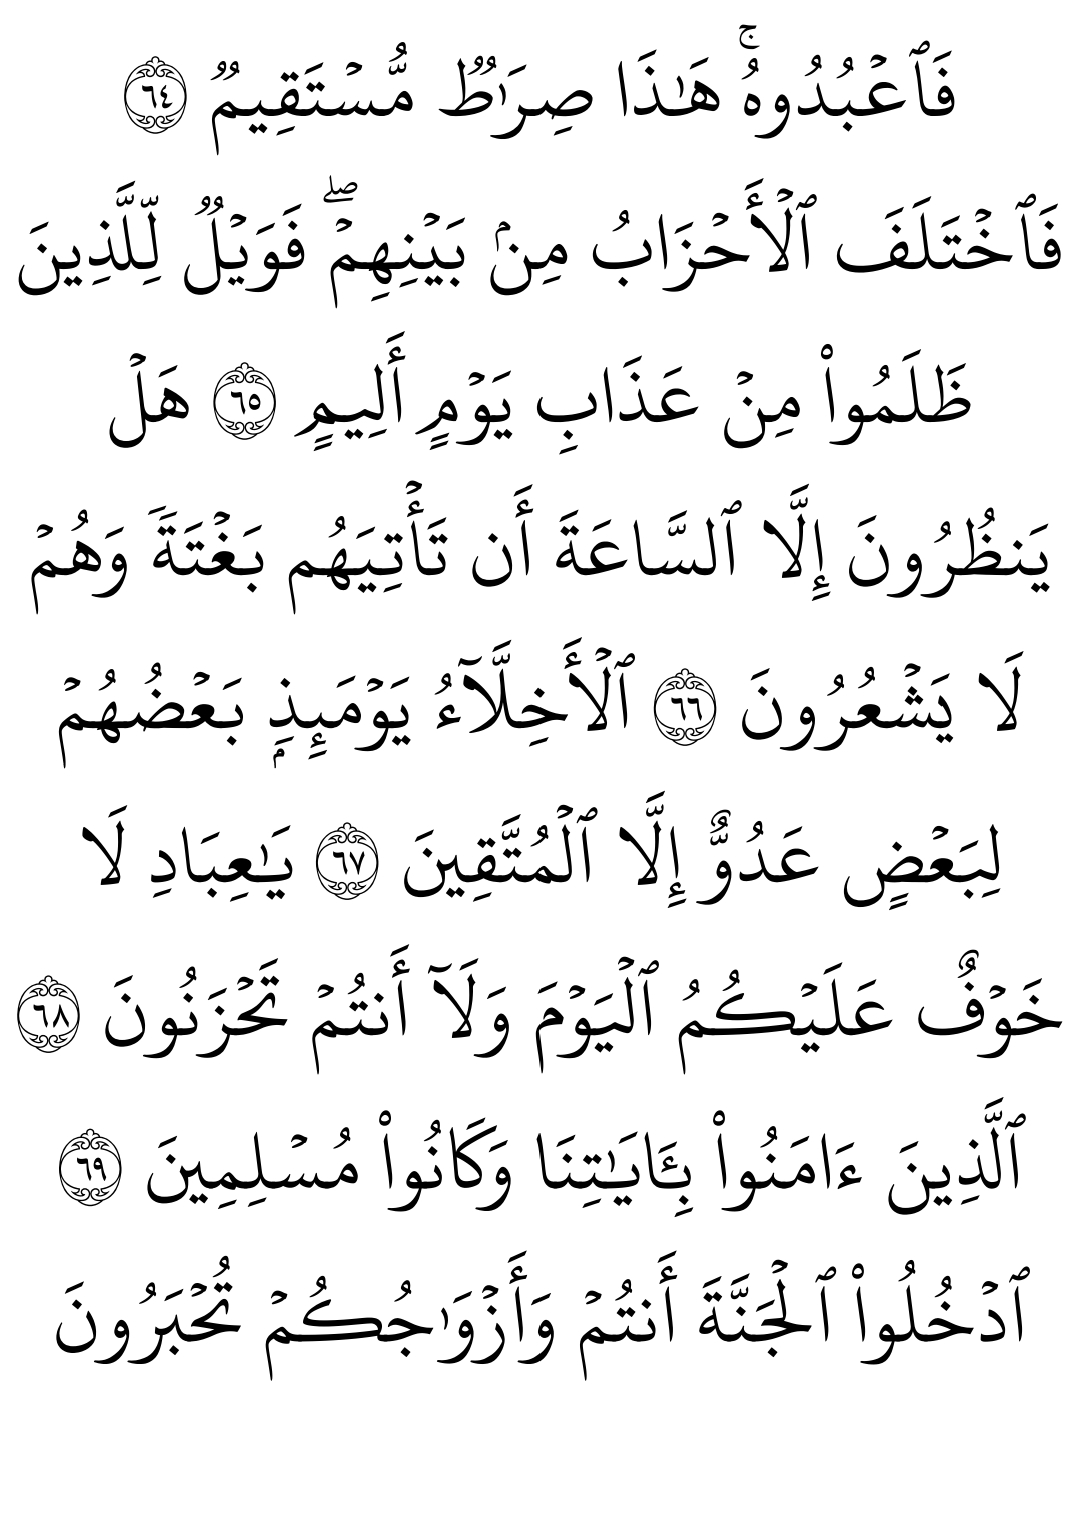 فَٱعۡبُدُوهُۚ هَـٰذَا صِرَٰطٞ مُّسۡتَقِيمٞ ٦٤
فَٱخۡتَلَفَ ٱلۡأَحۡزَابُ مِنۢ بَيۡنِهِمۡۖ فَوَيۡلٞ لِّلَّذِينَ
ظَلَمُواْ مِنۡ عَذَابِ يَوۡمٍ أَلِيمٍ ٦٥ هَلۡ
يَنظُرُونَ إِلَّا ٱلسَّاعَةَ أَن تَأۡتِيَهُم بَغۡتَةٗ وَهُمۡ
لَا يَشۡعُرُونَ ٦٦ ٱلۡأَخِلَّآءُ يَوۡمَئِذِۭ بَعۡضُهُمۡ
لِبَعۡضٍ عَدُوٌّ إِلَّا ٱلۡمُتَّقِينَ ٦٧ يَـٰعِبَادِ لَا
خَوۡفٌ عَلَيۡكُمُ ٱلۡيَوۡمَ وَلَآ أَنتُمۡ تَحۡزَنُونَ ٦٨
ٱلَّذِينَ ءَامَنُواْ بِـَٔايَـٰتِنَا وَكَانُواْ مُسۡلِمِينَ ٦٩
ٱدۡخُلُواْ ٱلۡجَنَّةَ أَنتُمۡ وَأَزۡوَٰجُكُمۡ تُحۡبَرُونَ